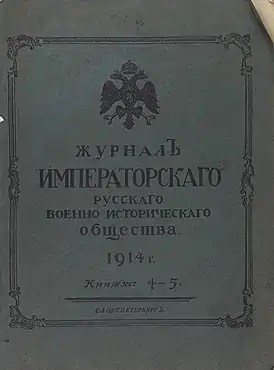 ЖУРНАЛЪ
ИМПЕРАТОРСКАГО
РУССКАГО
ВОЕННО ИСТОРИЧЕСКАГО
ОБЩЕСТВА.
1914 г.
Книжка 4–5.
САНКТПЕТЕРБУРГЪ.